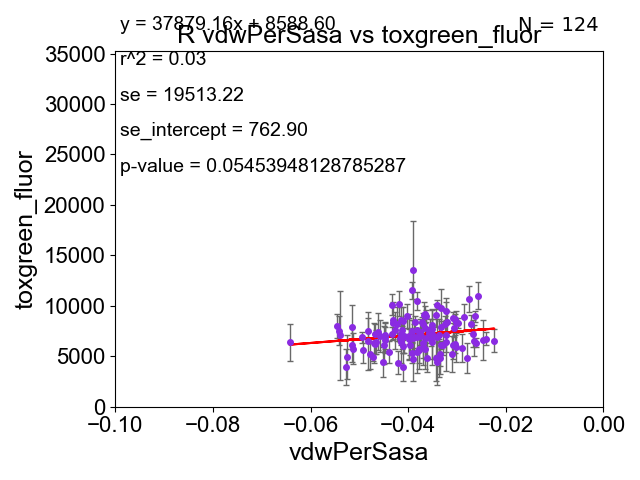 y = 37879.16x + 8588.60
N = 124
R vdwPerSasa vs toxgreen_fluor
r^2 = 0.03
se = 19513.22
se_intercept = 762.90
p-value = 0.05453948128785287
35000
30000
25000
20000
15000
10000
5000
0
toxgreen_fluor
−0.10 −0.08 −0.06 −0.04 −0.02 0.00
vdwPerSasa